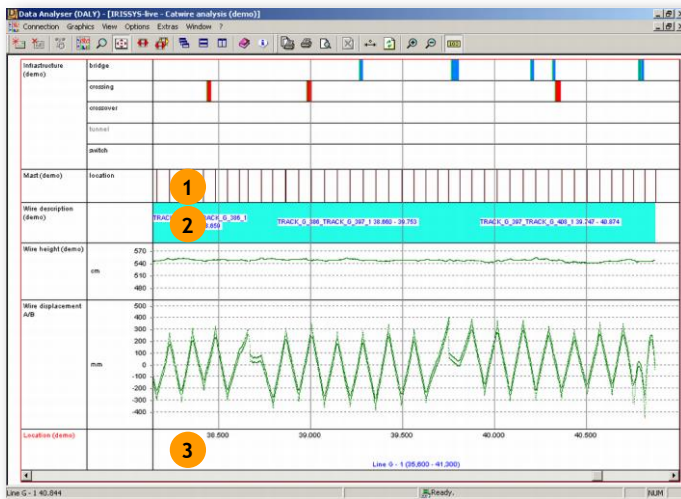 Data Analyser (DALY) - [IRISSYS-live - Catwire analysis (demo)]
Connection Graphics View Options Extras Window ?
Infrastructure (demo)
bridge
crossing
crossover
tunnel
switch
Mast (demo)
location
1
Wire description (demo)
2
TRACK_G_386_TRACK_G_397_1 38.662 - 39.753
TRACK_G_397_TRACK_G_408_1 39.747 - 40.874
Wire height (demo)
cm
570
540
510
480
Wire displacement A/B
mm
500
400
300
200
100
0
-100
-200
-300
-400
Location (demo)
3
38.500
39.000
39.500
40.000
40.500
Line G - 1 (35,600 - 41,300)
Line G - 1 40.844
Ready.
NUM